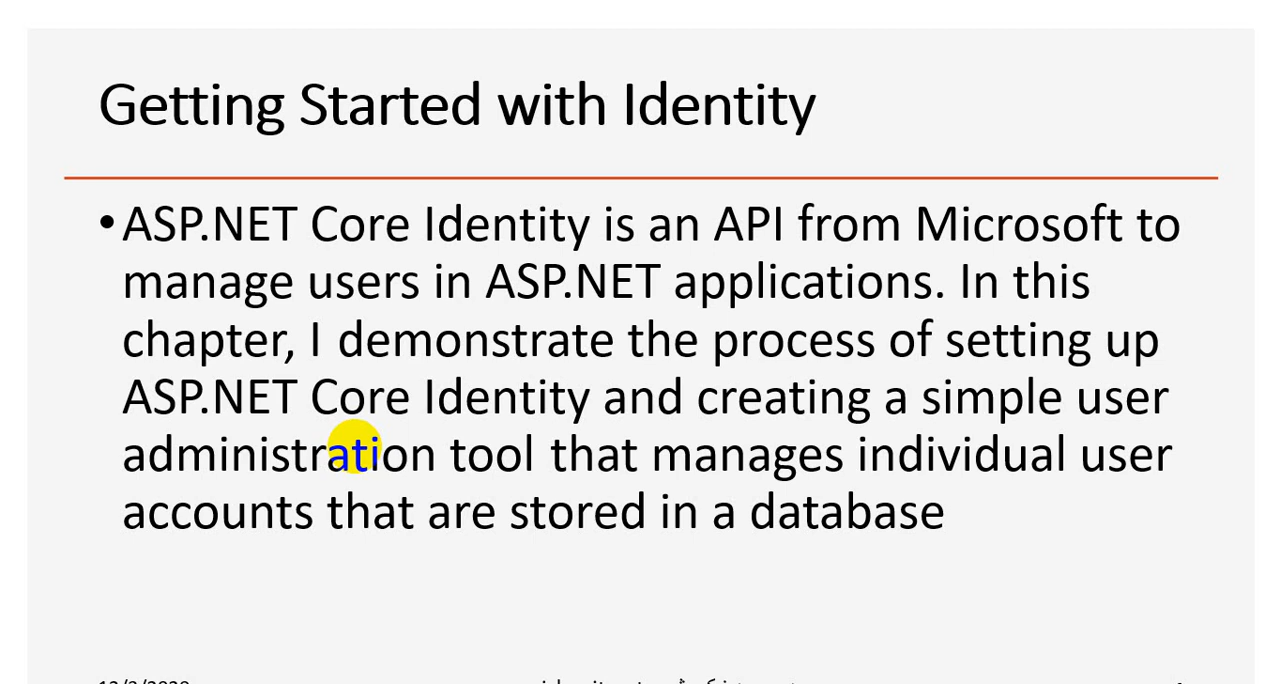 Getting Started with Identity
•ASP.NET Core Identity is an API from Microsoft to
manage users in ASP.NET applications. In this
chapter, I demonstrate the process of setting up
ASP.NET Core Identity and creating a simple user
administration tool that manages individual user
accounts that are stored in a database